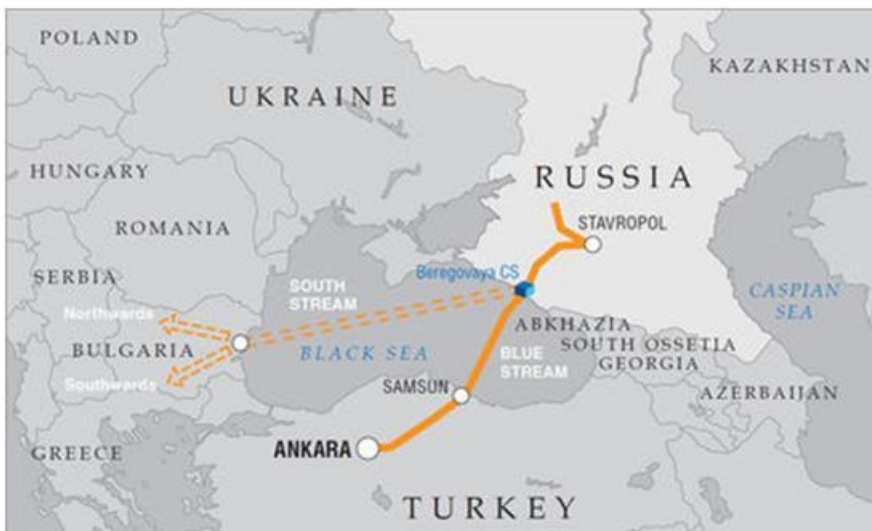 POLAND
KAZAKHSTAN
UKRAINE
HUNGARY
RUSSIA
ROMANIA
STAVROPOL
SERBIA
Beregovaya CS
SOUTH
STREAM
CASPIAN
SEA
Northwards
ABKHAZIA
BULGARIA
BLACK SEA
SOUTH OSSETIA
BLUE
STREAM
GEORGIA
Southwards
SAMSUN
AZERBAIJAN
ANKARA
GREECE
TURKEY